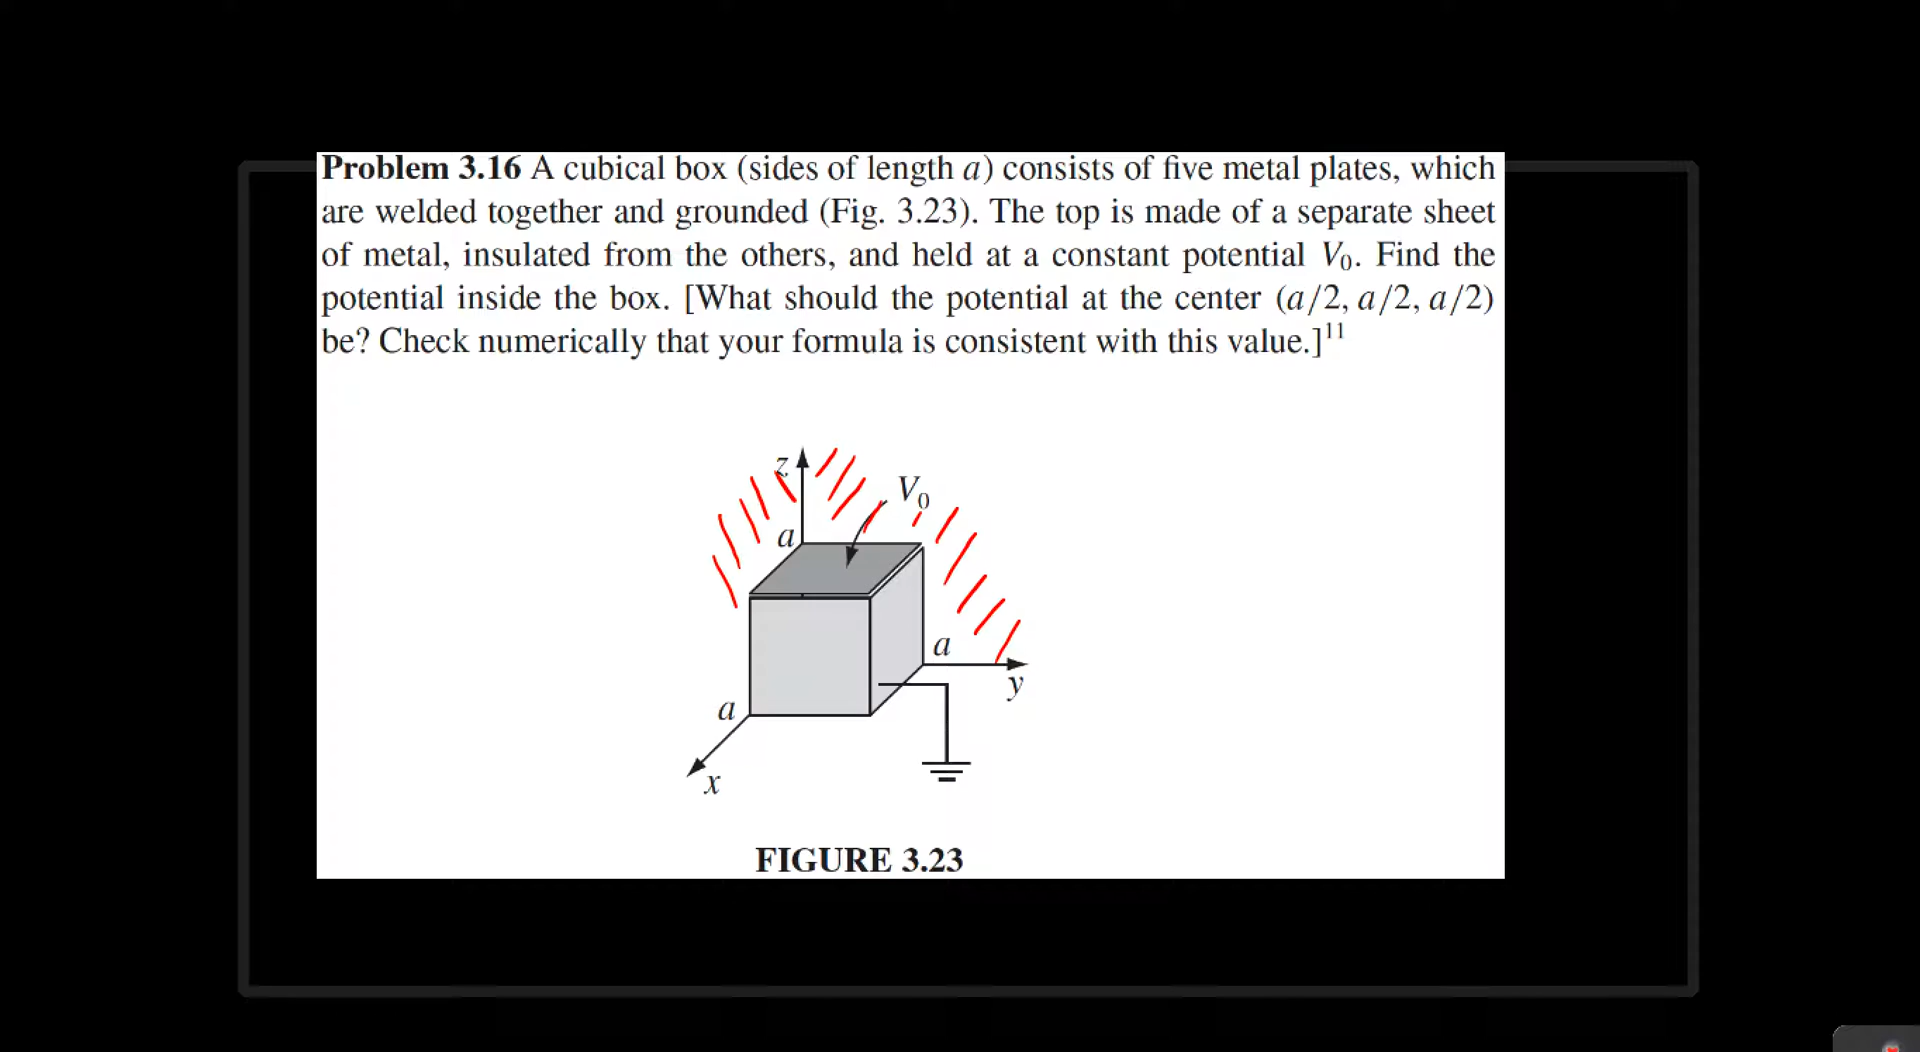 Problem 3.16 A cubical box (sides of length a) consists of five metal plates, which
are welded together and grounded (Fig. 3.23). The top is made of a separate sheet
of metal, insulated from the others, and held at a constant potential V₀. Find the
potential inside the box. [What should the potential at the center (a/2, a/2, a/2)
be? Check numerically that your formula is consistent with this value.]¹¹
z
V₀
a
a
y
a
x
FIGURE 3.23